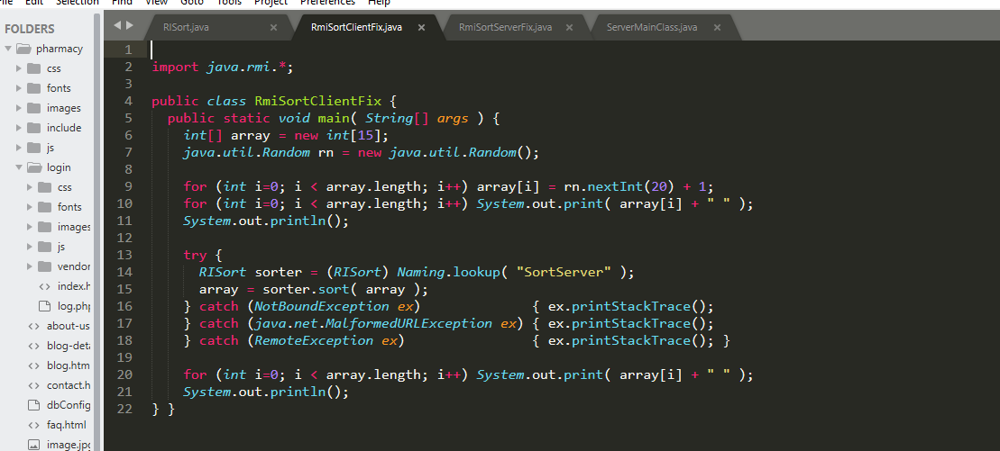 File Edit Selection Find View Goto Tools Project Preferences Help
FOLDERS
pharmacy
css
fonts
images
include
js
login
css
fonts
images
js
vendor
index.h
log.php
about-us
blog-deta
blog.htm
contact.h
dbConfig
faq.html
image.jpg
RISort.java × RmiSortClientFix.java × RmiSortServerFix.java × ServerMainClass.java ×
1
2 import java.rmi.*;
3
4 public class RmiSortClientFix {
5 public static void main( String[] args ) {
6 int[] array = new int[15];
7 java.util.Random rn = new java.util.Random();
8
9 for (int i=0; i < array.length; i++) array[i] = rn.nextInt(20) + 1;
10 for (int i=0; i < array.length; i++) System.out.print( array[i] + " " );
11 System.out.println();
12
13 try {
14 RISort sorter = (RISort) Naming.lookup( "SortServer" );
15 array = sorter.sort( array );
16 } catch (NotBoundException ex) { ex.printStackTrace();
17 } catch (java.net.MalformedURLException ex) { ex.printStackTrace();
18 } catch (RemoteException ex) { ex.printStackTrace(); }
19
20 for (int i=0; i < array.length; i++) System.out.print( array[i] + " " );
21 System.out.println();
22 } }